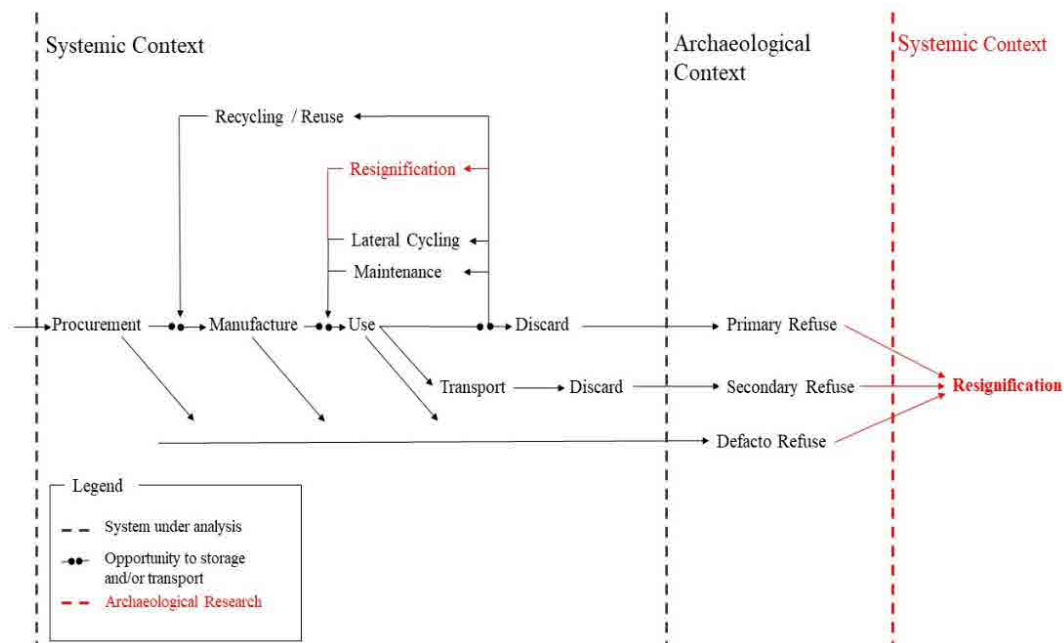 Systemic Context
Archaeological
Context
Systemic Context
Recycling / Reuse
Resignification
Lateral Cycling
Maintenance
Procurement
Manufacture
Use
Discard
Primary Refuse
Transport
Discard
Secondary Refuse
Resignification
Defacto Refuse
Legend
System under analysis
Opportunity to storage
and/or transport
Archaeological Research